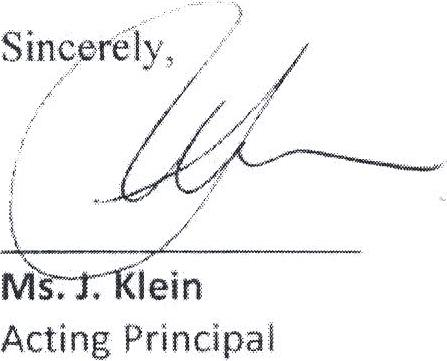 Sincerely,
Ms. J. Klein
Acting Principal